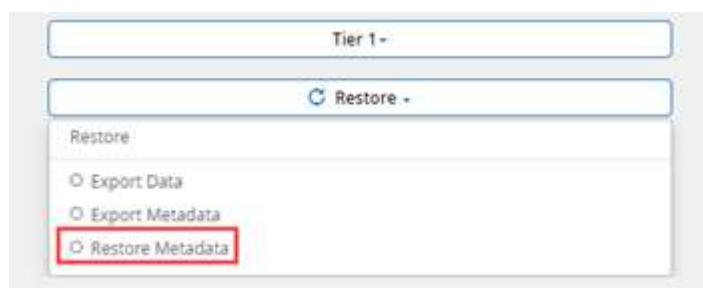 Tier 1
Restore
Restore
Export Data
Export Metadata
Restore Metadata